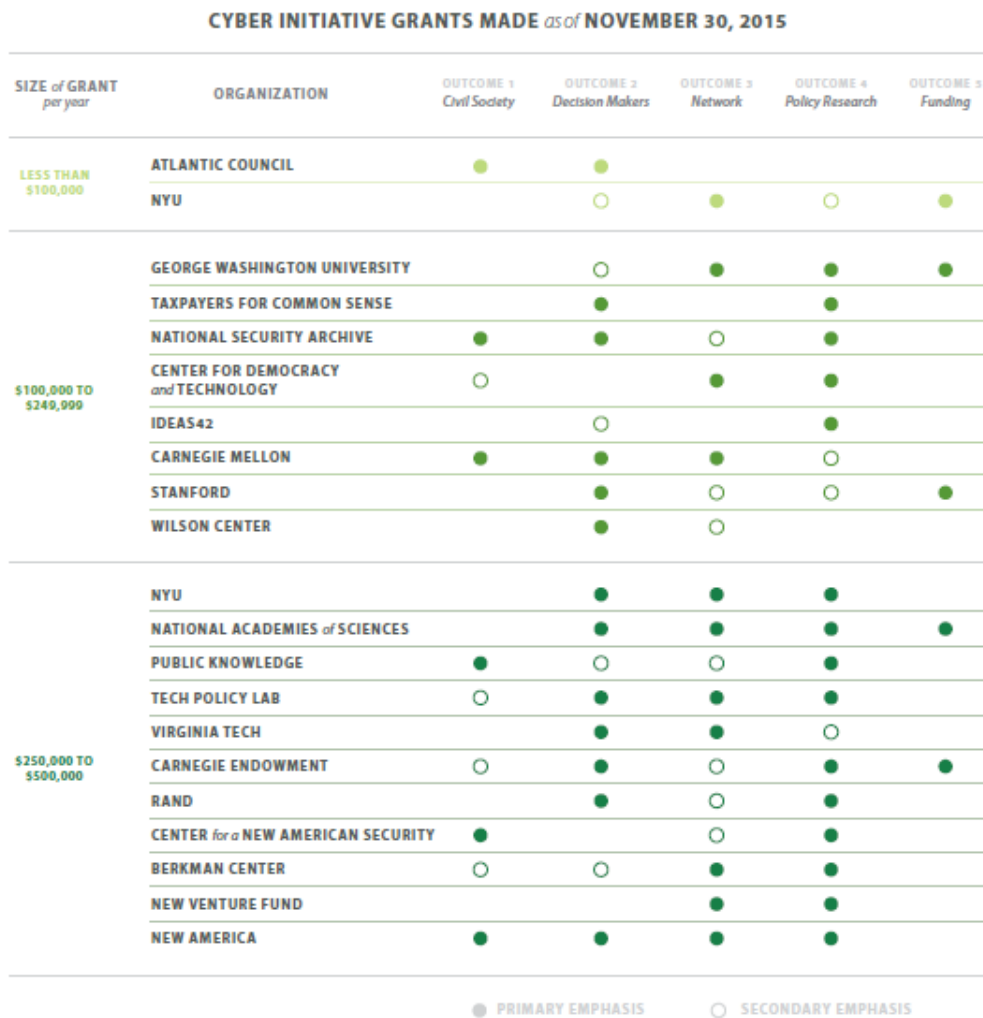 CYBER INITIATIVE GRANTS MADE as of NOVEMBER 30, 2015
SIZE of GRANT
per year
ORGANIZATION
OUTCOME 1
Civil Society
OUTCOME 2
Decision Makers
OUTCOME 3
Network
OUTCOME 4
Policy Research
OUTCOME 5
Funding
LESS THAN
$100,000
ATLANTIC COUNCIL
NYU
$100,000 TO
$249,999
GEORGE WASHINGTON UNIVERSITY
TAXPAYERS FOR COMMON SENSE
NATIONAL SECURITY ARCHIVE
CENTER FOR DEMOCRACY
and TECHNOLOGY
IDEAS42
CARNEGIE MELLON
STANFORD
WILSON CENTER
$250,000 TO
$500,000
NYU
NATIONAL ACADEMIES of SCIENCES
PUBLIC KNOWLEDGE
TECH POLICY LAB
VIRGINIA TECH
CARNEGIE ENDOWMENT
RAND
CENTER for a NEW AMERICAN SECURITY
BERKMAN CENTER
NEW VENTURE FUND
NEW AMERICA
PRIMARY EMPHASIS
SECONDARY EMPHASIS